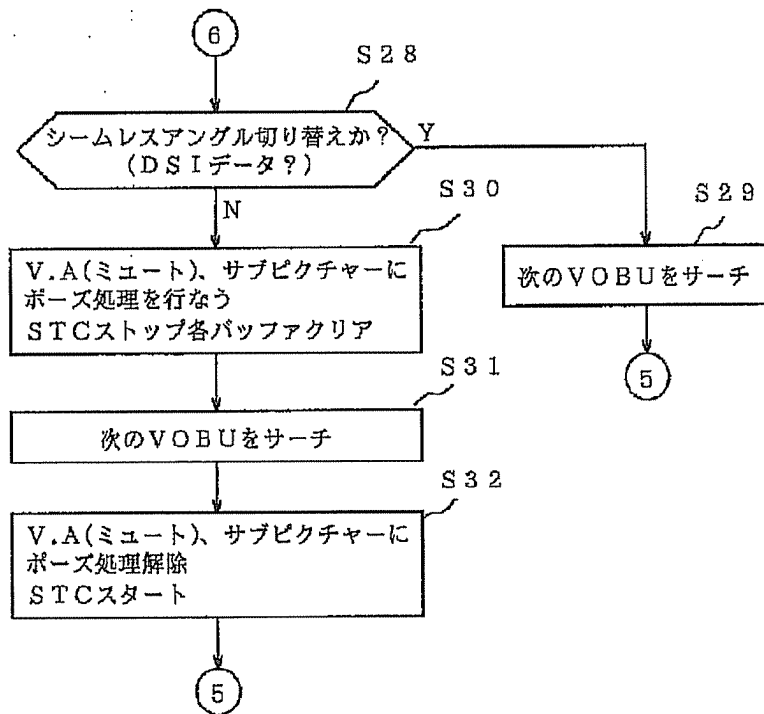 6
S28
シームレスアングル切り替えか?
(DSIデータ?)
Y
N
S30
V.A(ミュート)、サブピクチャーに
ポーズ処理を行なう
STCストップ各バッファクリア
S29
次のVOBUをサーチ
5
S31
次のVOBUをサーチ
S32
V.A(ミュート)、サブピクチャーに
ポーズ処理解除
STCスタート
5